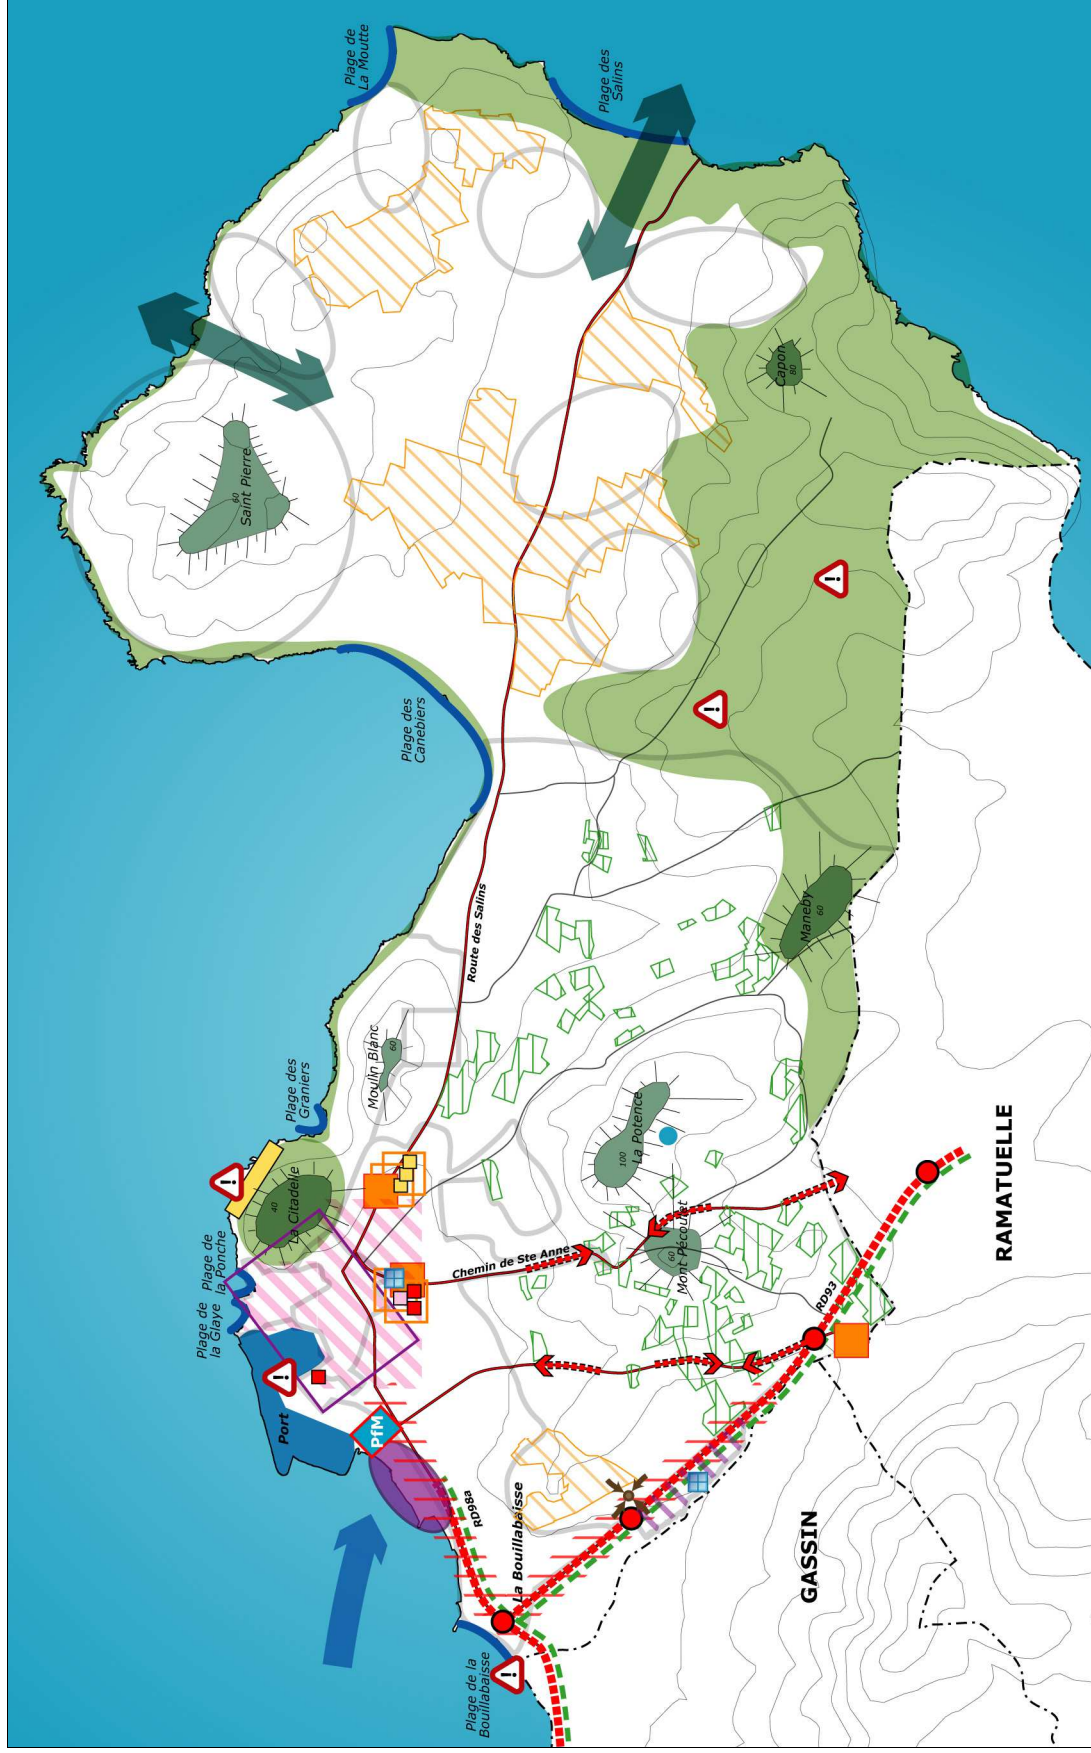 Plage de
La Moutte
Plage des
Salins
Saint Pierre
60
Capon
80
Plage des
Canebiers
Route des Salins
Maneby
60
Moulin Blanc
60
Plage des
Graniers
La Potence
100
La Citadelle
40
Plage de
la Ponche
Plage de
la Glaye
Chemin de Ste Anne
Mont Pécoulet
60
RD93
RAMATUELLE
Port
PfM
RD98a
La Bouillabaisse
GASSIN
Plage de la
Bouillabaisse
!
!
!
!
!